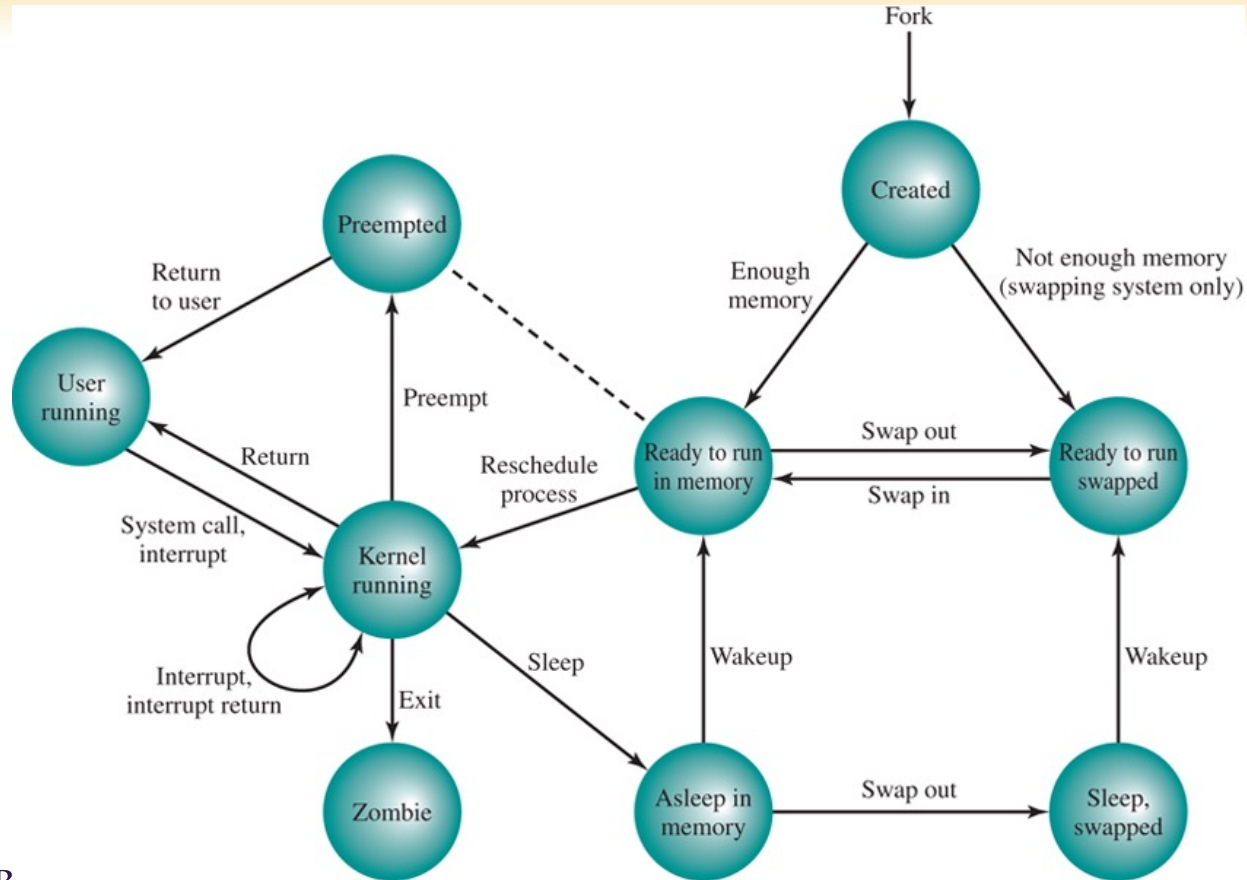 Fork
Created
Preempted
Return
to user
Enough
memory
Not enough memory
(swapping system only)
User
running
Preempt
Return
Reschedule
process
Ready to run
in memory
Swap out
Swap in
Ready to run
swapped
System call,
interrupt
Kernel
running
Interrupt,
interrupt return
Sleep
Wakeup
Wakeup
Exit
Zombie
Asleep in
memory
Swap out
Sleep,
swapped